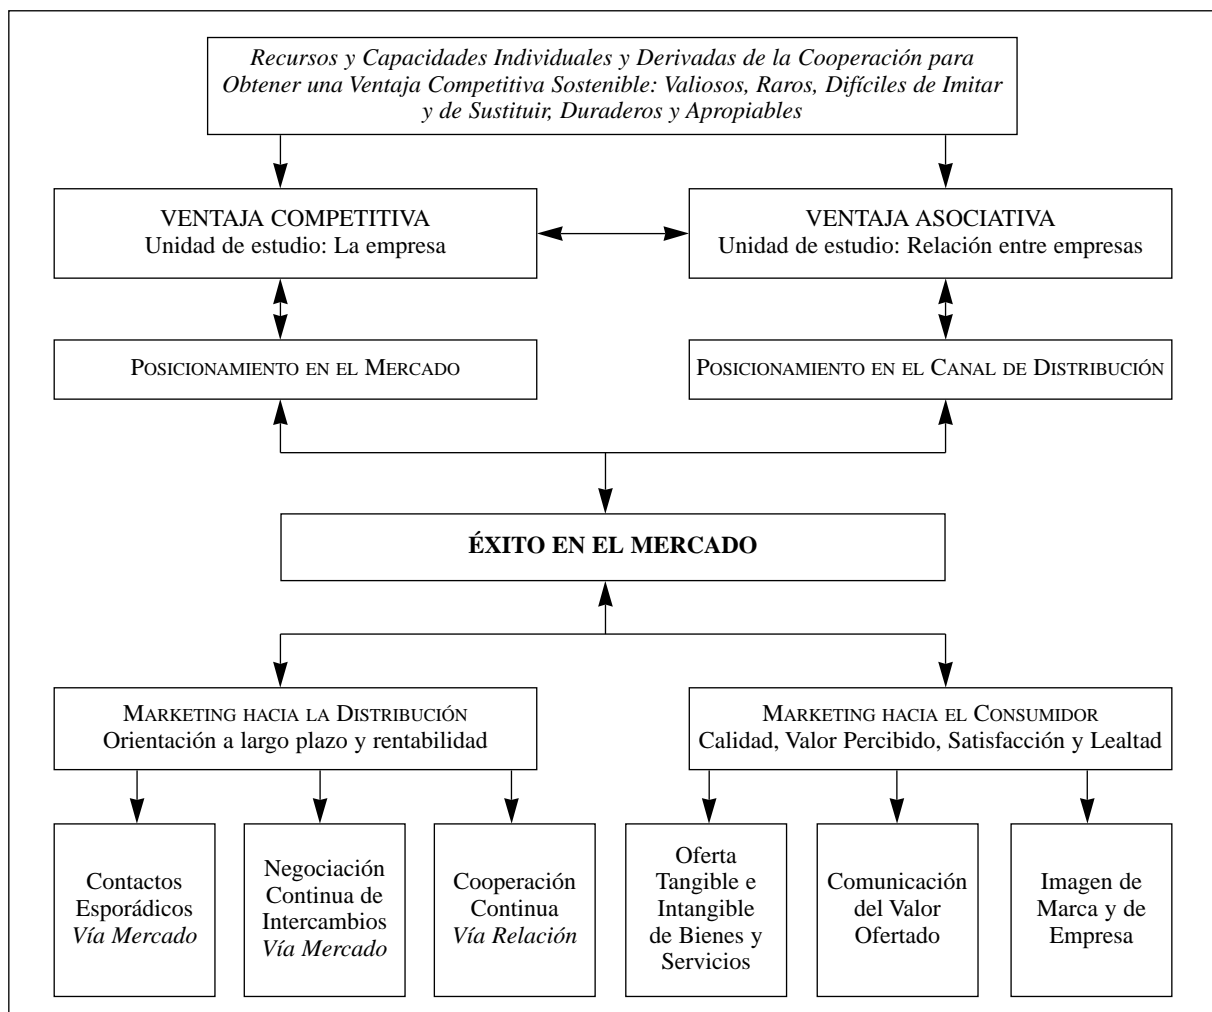 Recursos y Capacidades Individuales y Derivadas de la Cooperación para
Obtener una Ventaja Competitiva Sostenible: Valiosos, Raros, Difíciles de Imitar
y de Sustituir, Duraderos y Apropiables
VENTAJA COMPETITIVA
Unidad de estudio: La empresa
VENTAJA ASOCIATIVA
Unidad de estudio: Relación entre empresas
POSICIONAMIENTO EN EL MERCADO
POSICIONAMIENTO EN EL CANAL DE DISTRIBUCIÓN
ÉXITO EN EL MERCADO
MARKETING HACIA LA DISTRIBUCIÓN
Orientación a largo plazo y rentabilidad
MARKETING HACIA EL CONSUMIDOR
Calidad, Valor Percibido, Satisfacción y Lealtad
Contactos
Esporádicos
Vía Mercado
Negociación
Continua de
Intercambios
Vía Mercado
Cooperación
Continua
Vía Relación
Oferta
Tangible e
Intangible
de Bienes y
Servicios
Comunicación
del Valor
Ofertado
Imagen de
Marca y de
Empresa